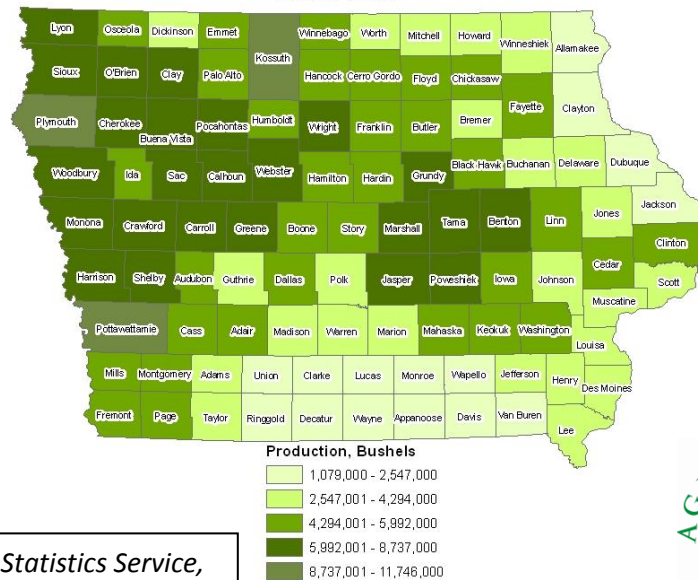 Lyon Osceola Dickinson Emmet Winnebago Worth Mitchell Howard Winneshiek Allamakee
Kossuth
Sioux O'Brien Clay Palo Alto Hancock Cerro Gordo Floyd Chickasaw
Fayette Clayton
Plymouth Cherokee Buena Vista Pocahontas Humboldt Wright Franklin Butler Bremer
Woodbury Ida Sac Calhoun Webster Hamilton Hardin Grundy Black Hawk Buchanan Delaware Dubuque
Jackson
Monona Crawford Carroll Greene Boone Story Marshall Tama Benton Linn Jones
Clinton
Harrison Shelby Audubon Guthrie Dallas Polk Jasper Poweshiek Iowa Johnson Cedar Scott
Muscatine
Pottawattamie Cass Adair Madison Warren Marion Mahaska Keokuk Washington
Louisa
Mills Montgomery Adams Union Clarke Lucas Monroe Wapello Jefferson Henry Des Moines
Fremont Page Taylor Ringgold Decatur Wayne Appanoose Davis Van Buren Lee
Production, Bushels
1,079,000 - 2,547,000
2,547,001 - 4,294,000
4,294,001 - 5,992,000
5,992,001 - 8,737,000
8,737,001 - 11,746,000
Statistics Service,
A G